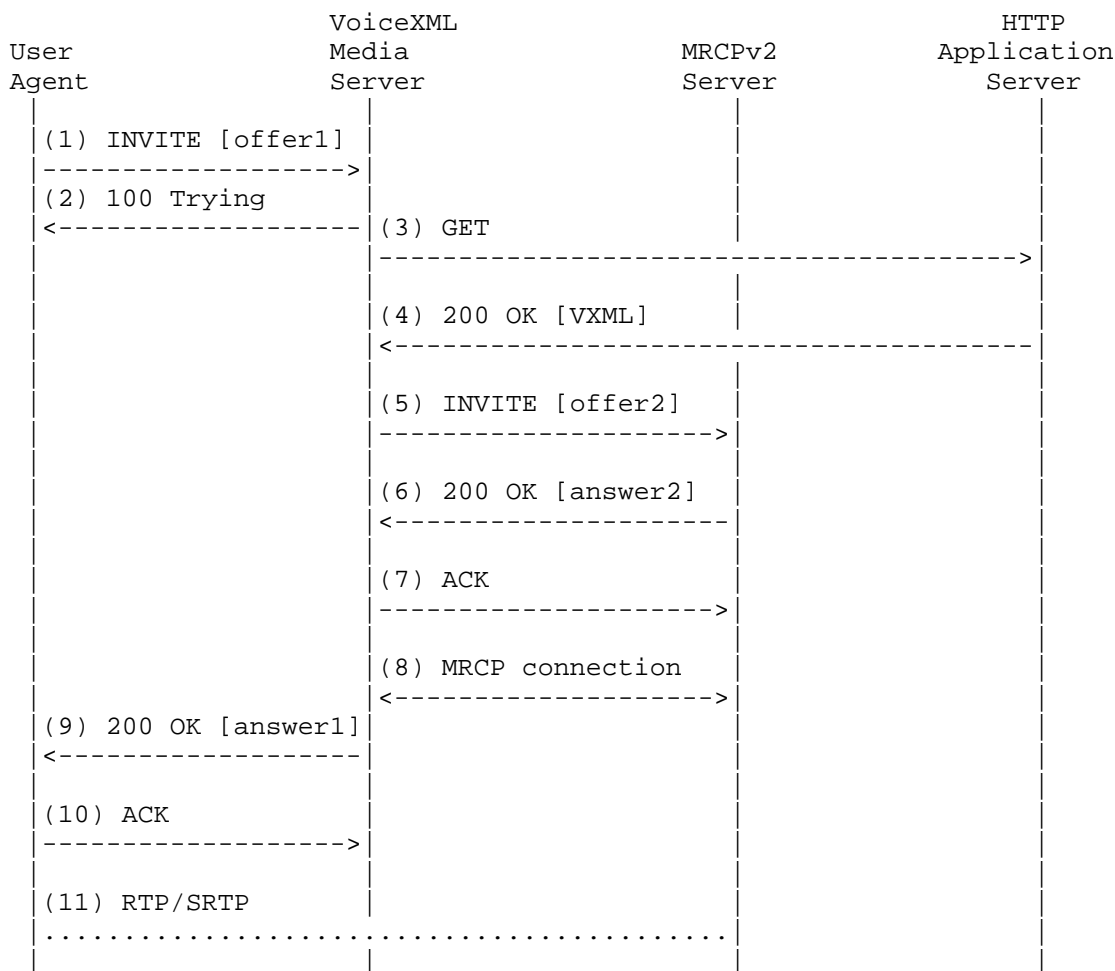 VoiceXML HTTP
User Media MRCPv2 Application
Agent Server Server Server
(1) INVITE [offer1]
(2) 100 Trying
(3) GET
(4) 200 OK [VXML]
(5) INVITE [offer2]
(6) 200 OK [answer2]
(7) ACK
(8) MRCP connection
(9) 200 OK [answer1]
(10) ACK
(11) RTP/SRTP